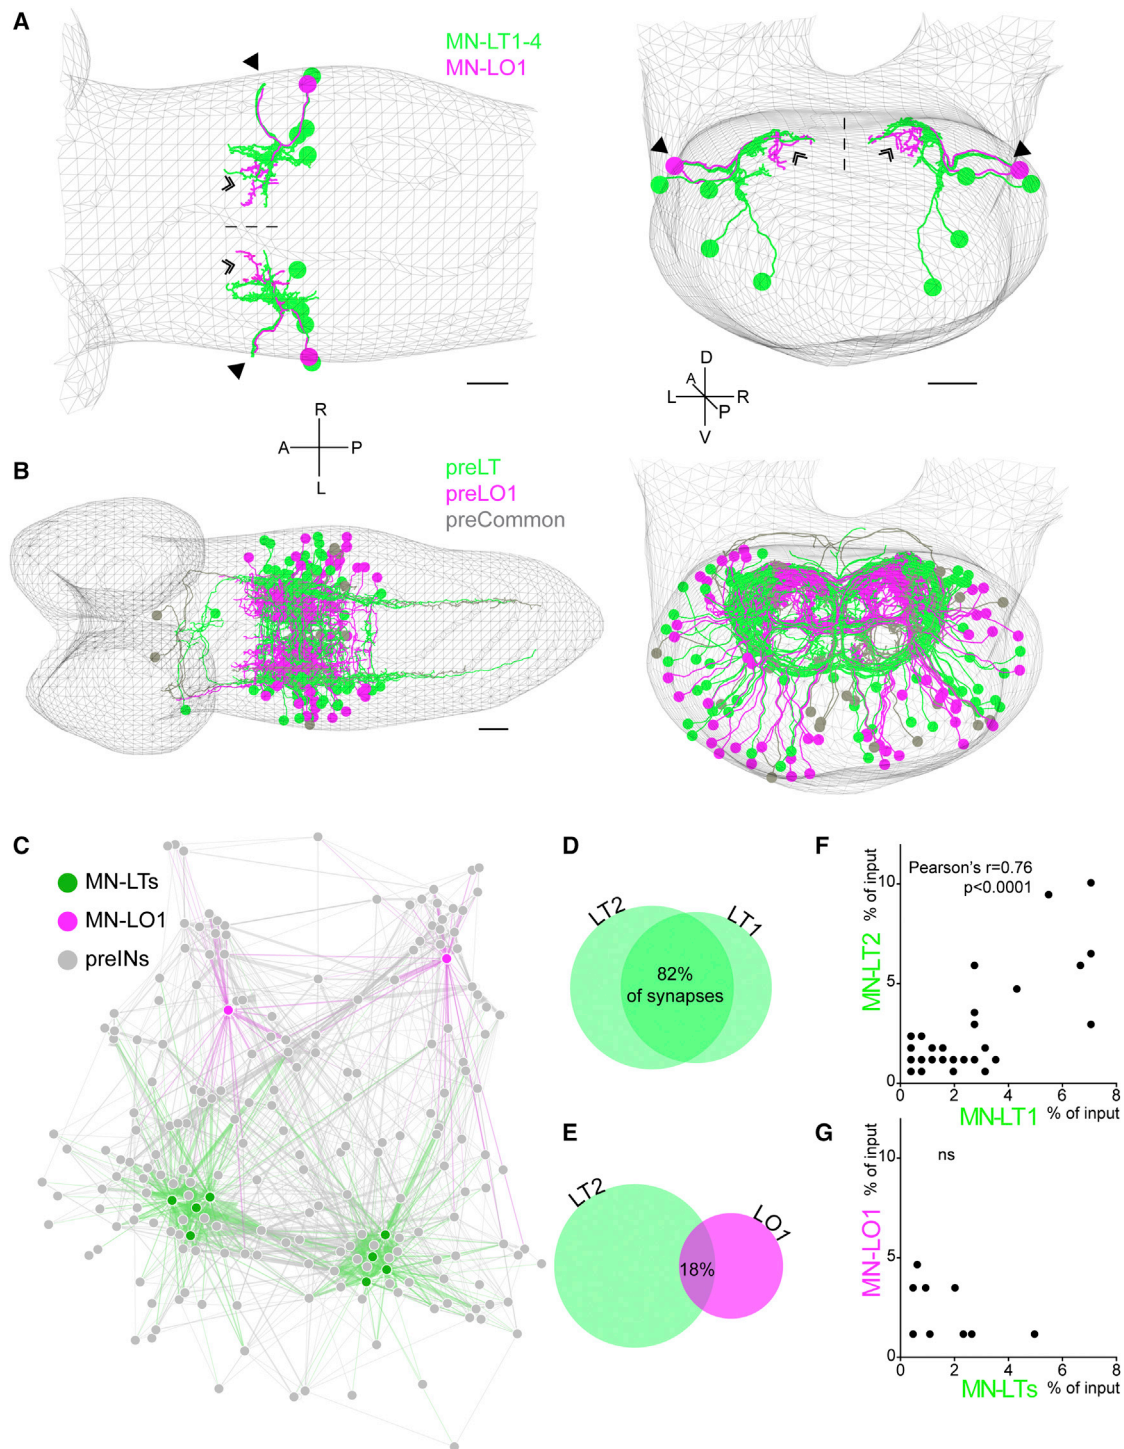 A
MN-LT1-4
MN-LO1
R
A
P
L
D
A
L
R
P
V
B
preLT
preLO1
preCommon
C
MN-LTs
MN-LO1
preINs
D
LT2
LT1
82%
of synapses
E
LT2
LO1
18%
F
Pearson's r=0.76
p<0.0001
MN-LT2 % of input
10
5
0
0 2 4 6 8
MN-LT1 % of input
G
ns
MN-LO1 % of input
10
5
0
0 2 4 6 8
MN-LTs % of input